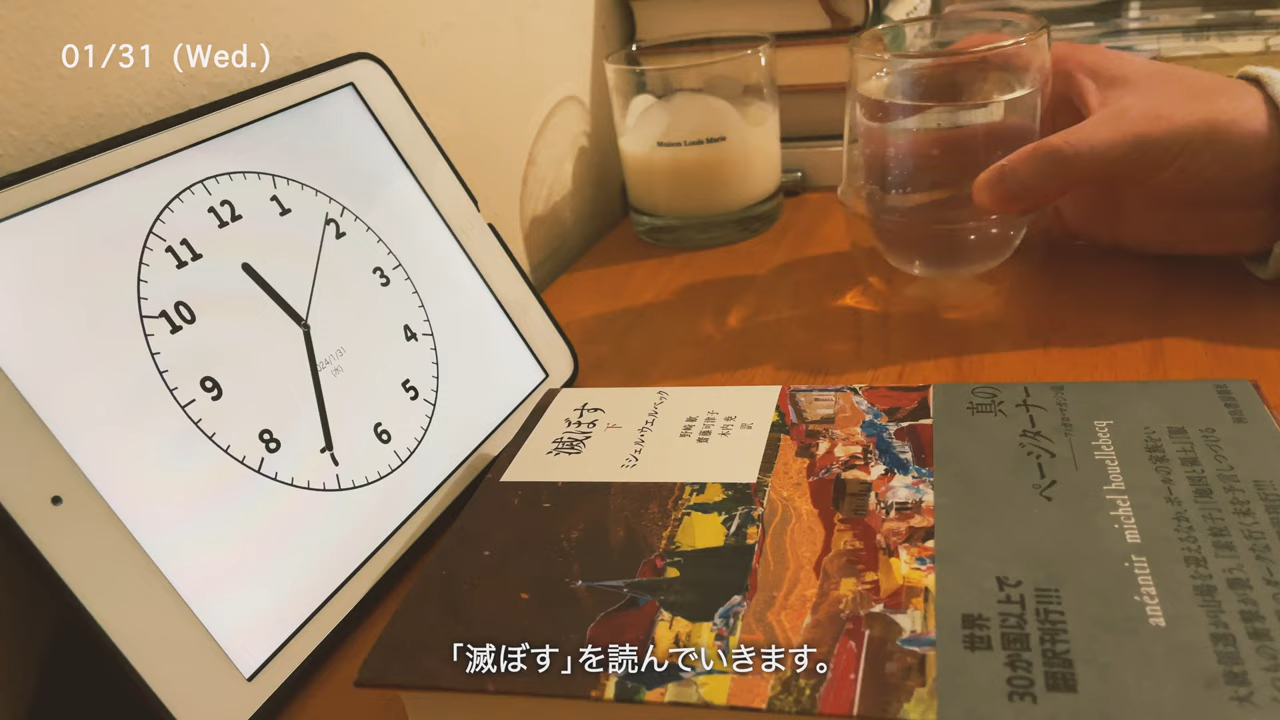 01/31 (Wed.)
12
1
2
3
4
5
6
7
8
9
10
11
(水)
Maison Louis Marie
滅ぼす
下
ミシェル・ウエルベック
野崎 歓
齋藤可津子
木内 尭
訳
真の
ページターナー
anéantir michel houellebecq
世界
30か国以上で
翻訳刊行!!!
「滅ぼす」を読んでいきます。